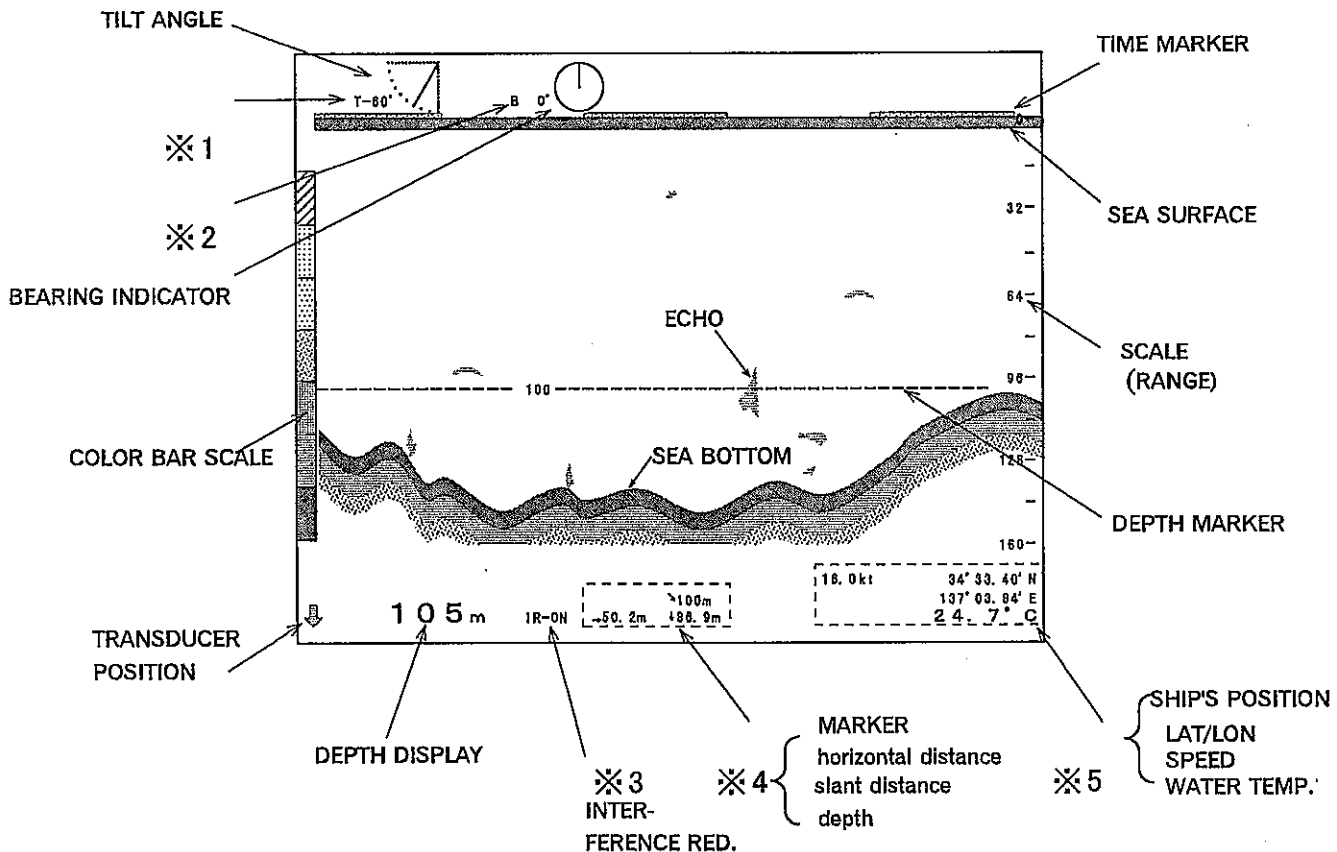 TILT ANGLE
TIME MARKER
T-60°
B 0°
0
※1
※2
32
SEA SURFACE
BEARING INDICATOR
64
ECHO
SCALE
(RANGE)
96
100
COLOR BAR SCALE
SEA BOTTOM
128
DEPTH MARKER
160
16.0kt 34° 33.40' N
137° 03.84' E
24.7° C
105m
IR-ON
↘100m
→50.2m ↓86.9m
TRANSDUCER
POSITION
DEPTH DISPLAY
※3
INTER-
FERENCE RED.
※4
MARKER
horizontal distance
slant distance
depth
※5
SHIP'S POSITION
LAT/LON
SPEED
WATER TEMP.